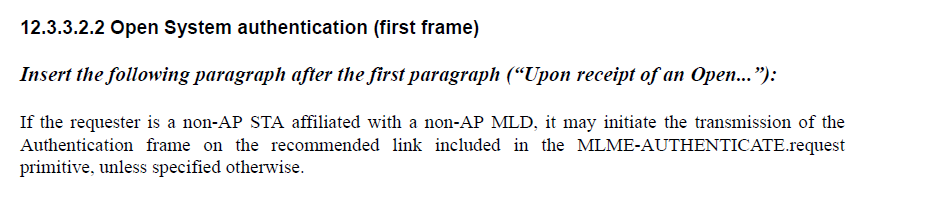 12.3.3.2.2 Open System authentication (first frame)
Insert the following paragraph after the first paragraph (“Upon receipt of an Open...”):
If the requester is a non-AP STA affiliated with a non-AP MLD, it may initiate the transmission of the
Authentication frame on the recommended link included in the MLME-AUTHENTICATE.request
primitive, unless specified otherwise.